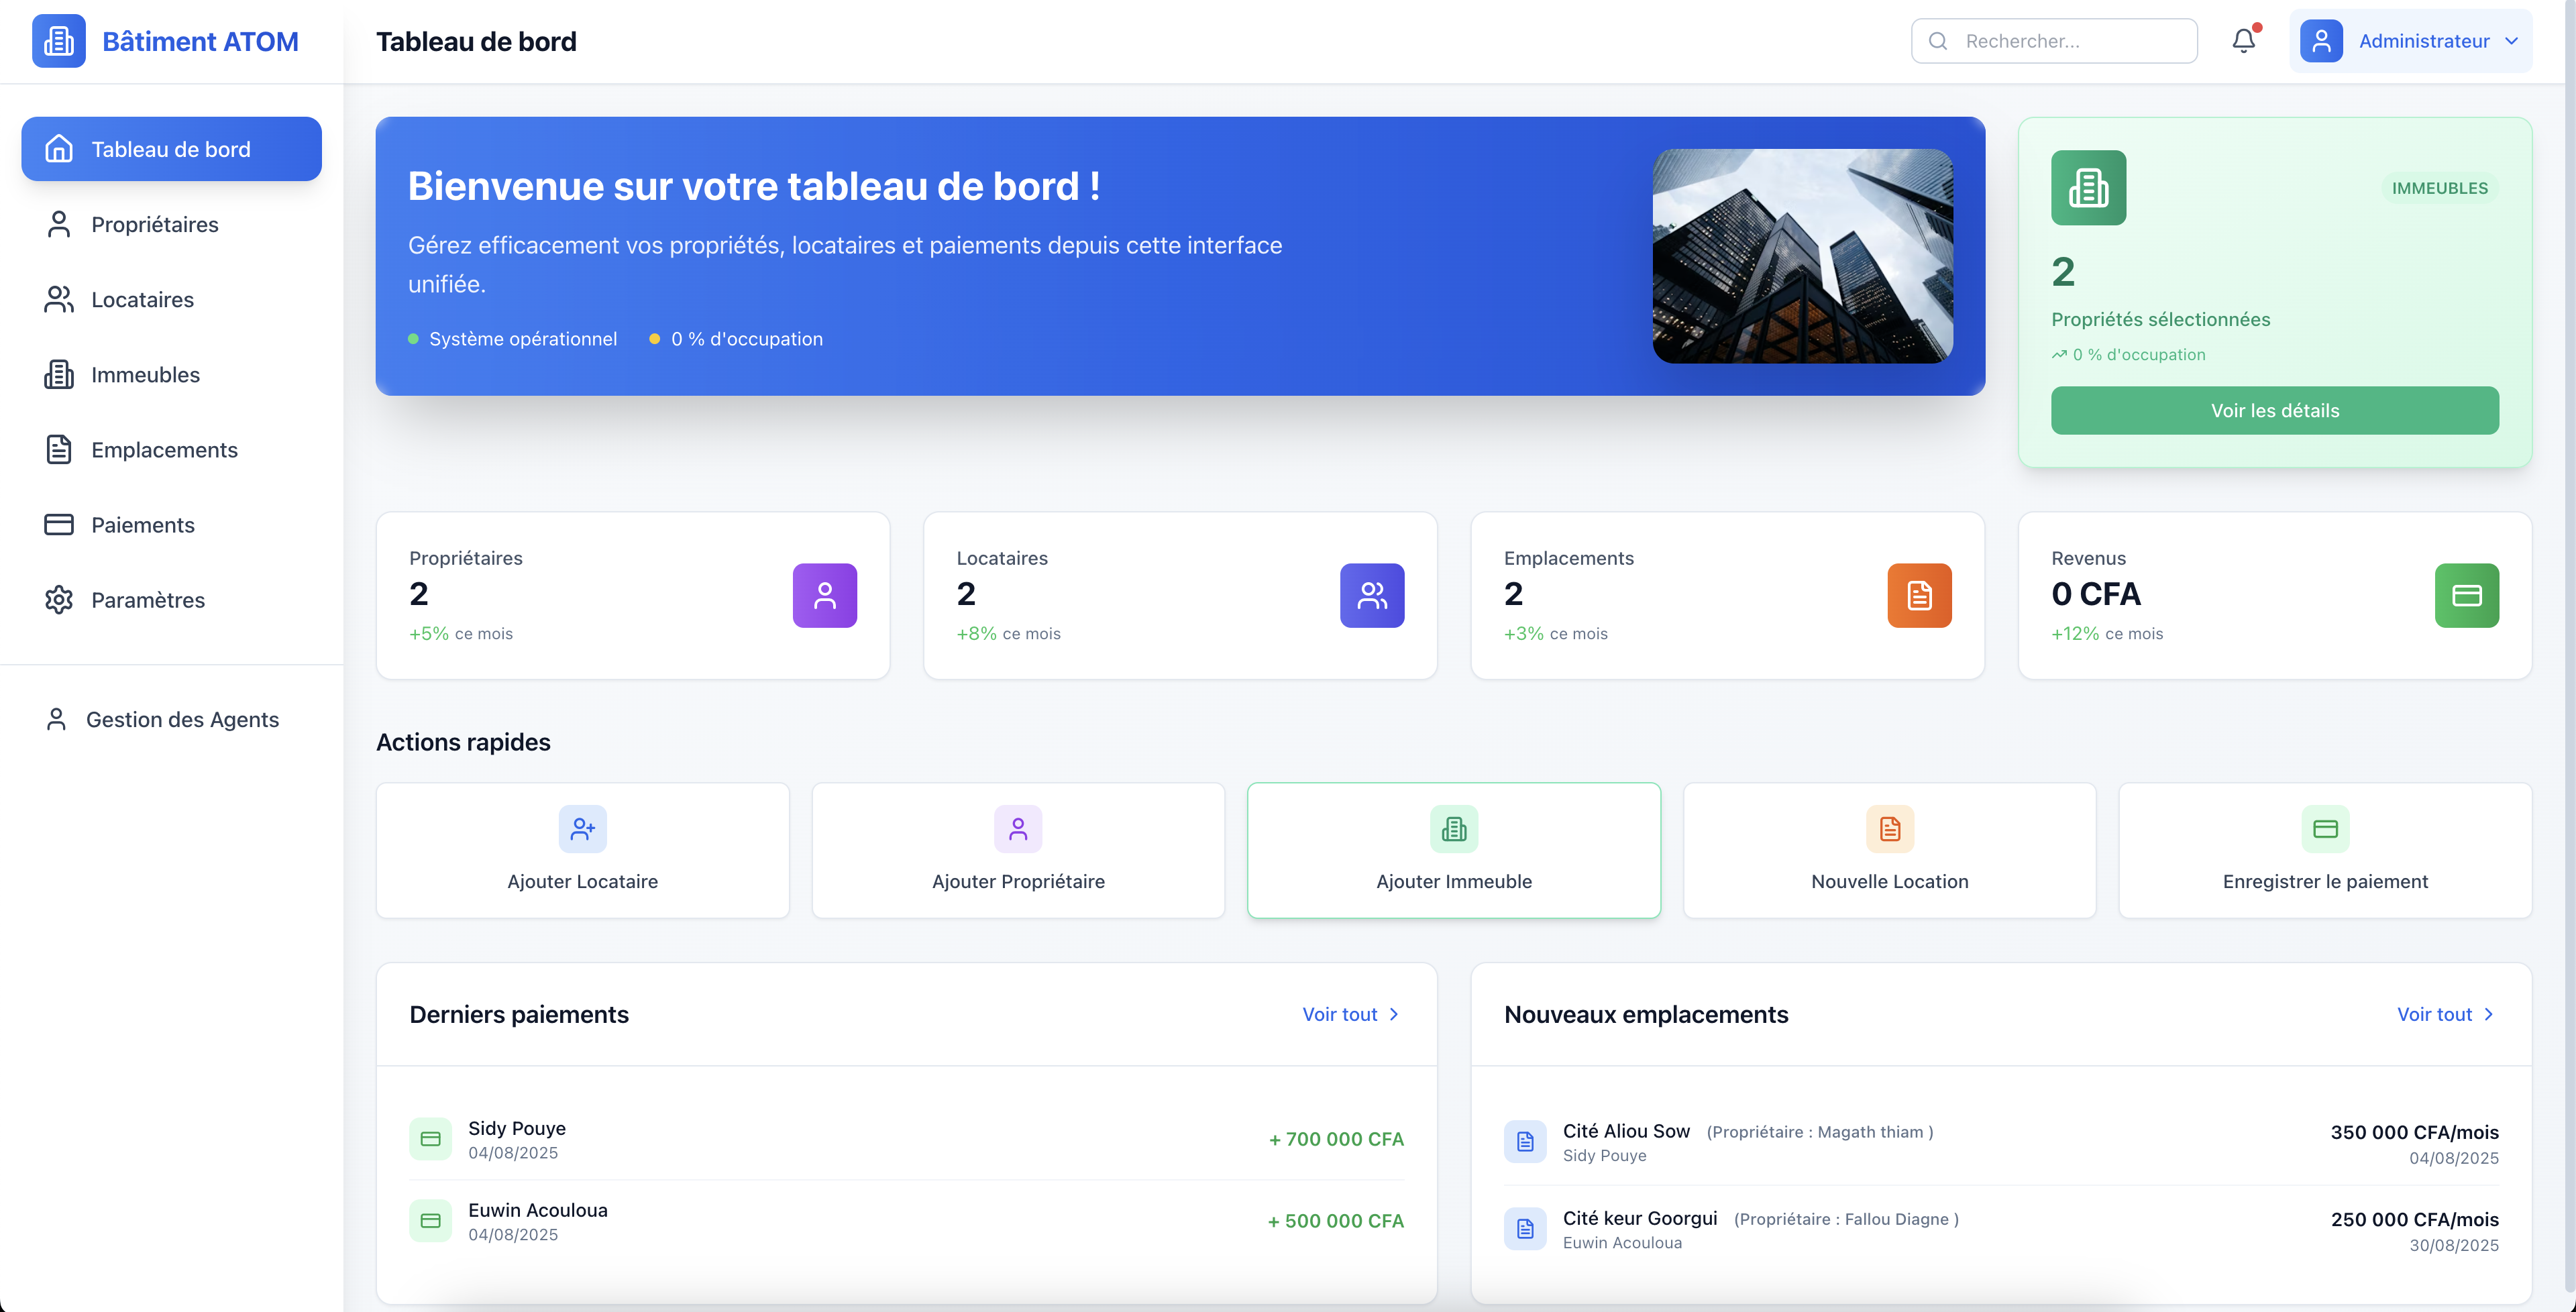 Bâtiment ATOM
Tableau de bord
Rechercher...
Administrateur
Tableau de bord
Propriétaires
Locataires
Immeubles
Emplacements
Paiements
Paramètres
Gestion des Agents
Bienvenue sur votre tableau de bord !
Gérez efficacement vos propriétés, locataires et paiements depuis cette interface
unifiée.
Système opérationnel
0 % d'occupation
IMMEUBLES
2
Propriétés sélectionnées
0 % d'occupation
Voir les détails
Propriétaires
2
+5% ce mois
Locataires
2
+8% ce mois
Emplacements
2
+3% ce mois
Revenus
0 CFA
+12% ce mois
Actions rapides
Ajouter Locataire
Ajouter Propriétaire
Ajouter Immeuble
Nouvelle Location
Enregistrer le paiement
Derniers paiements
Voir tout
Sidy Pouye
04/08/2025
+ 700 000 CFA
Euwin Acouloua
04/08/2025
+ 500 000 CFA
Nouveaux emplacements
Voir tout
Cité Aliou Sow (Propriétaire : Magath thiam )
Sidy Pouye
350 000 CFA/mois
04/08/2025
Cité keur Goorgui (Propriétaire : Fallou Diagne )
Euwin Acouloua
250 000 CFA/mois
30/08/2025